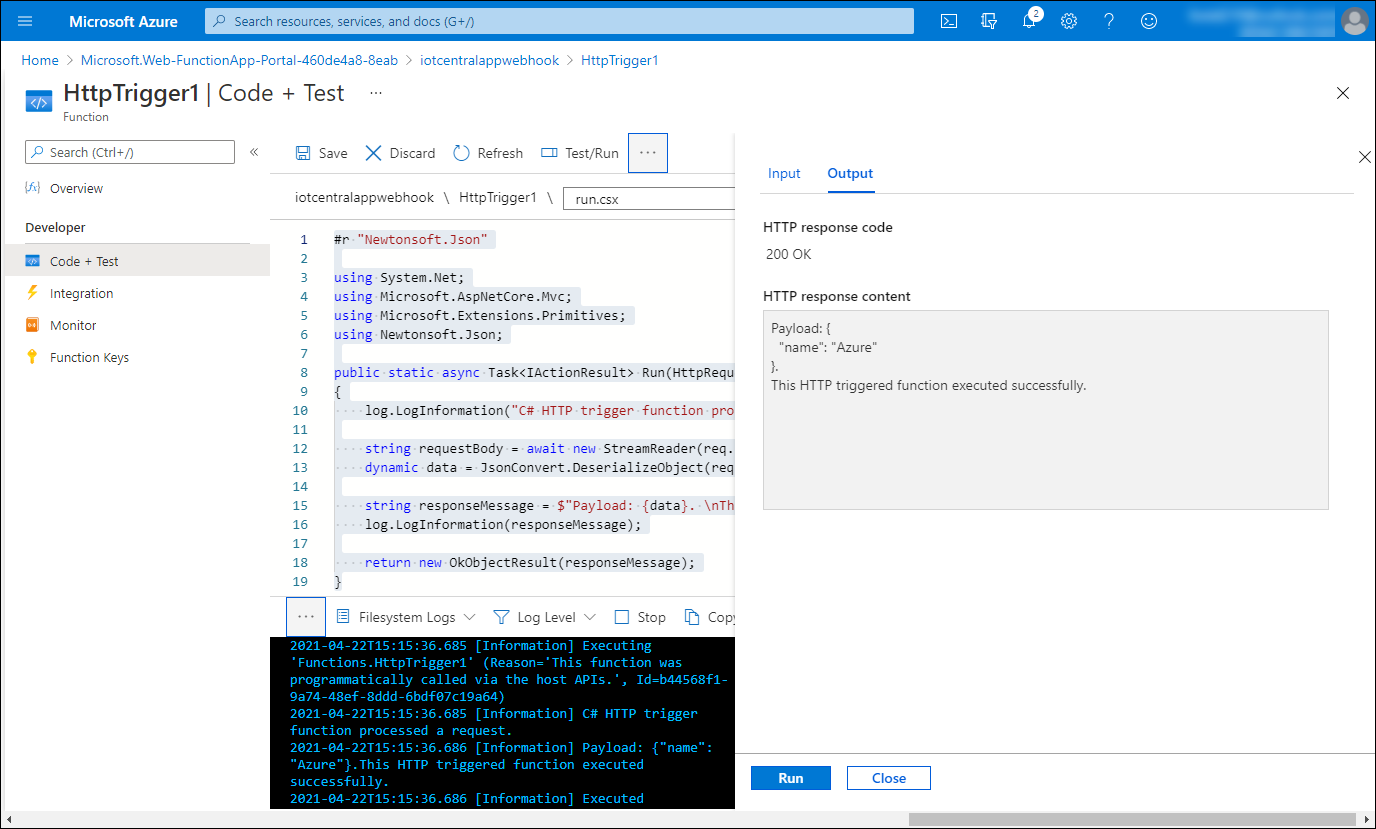 Microsoft Azure
Search resources, services, and docs (G+/)
2
Home > Microsoft.Web-FunctionApp-Portal-460de4a8-8eab > iotcentralappwebhook > HttpTrigger1
HttpTrigger1 | Code + Test ...
Function
Search (Ctrl+/)
«
Overview
Developer
Code + Test
Integration
Monitor
Function Keys
Save Discard Refresh Test/Run ...
iotcentralappwebhook \ HttpTrigger1 \ run.csx
1 #r "Newtonsoft.Json"
2
3 using System.Net;
4 using Microsoft.AspNetCore.Mvc;
5 using Microsoft.Extensions.Primitives;
6 using Newtonsoft.Json;
7
8 public static async Task<IActionResult> Run(HttpRequ
9 {
10 log.LogInformation("C# HTTP trigger function pro
11
12 string requestBody = await new StreamReader(req.
13 dynamic data = JsonConvert.DeserializeObject(req
14
15 string responseMessage = $"Payload: {data}. \nTh
16 log.LogInformation(responseMessage);
17
18 return new OkObjectResult(responseMessage);
19 }
... Filesystem Logs Log Level Stop Copy
2021-04-22T15:15:36.685 [Information] Executing
'Functions.HttpTrigger1' (Reason='This function was
programmatically called via the host APIs.', Id=b44568f1-
9a74-48ef-8ddd-6bdf07c19a64)
2021-04-22T15:15:36.685 [Information] C# HTTP trigger
function processed a request.
2021-04-22T15:15:36.686 [Information] Payload: {"name":
"Azure"}.This HTTP triggered function executed
successfully.
2021-04-22T15:15:36.686 [Information] Executed
Input Output
HTTP response code
200 OK
HTTP response content
Payload: {
"name": "Azure"
}.
This HTTP triggered function executed successfully.
Run Close